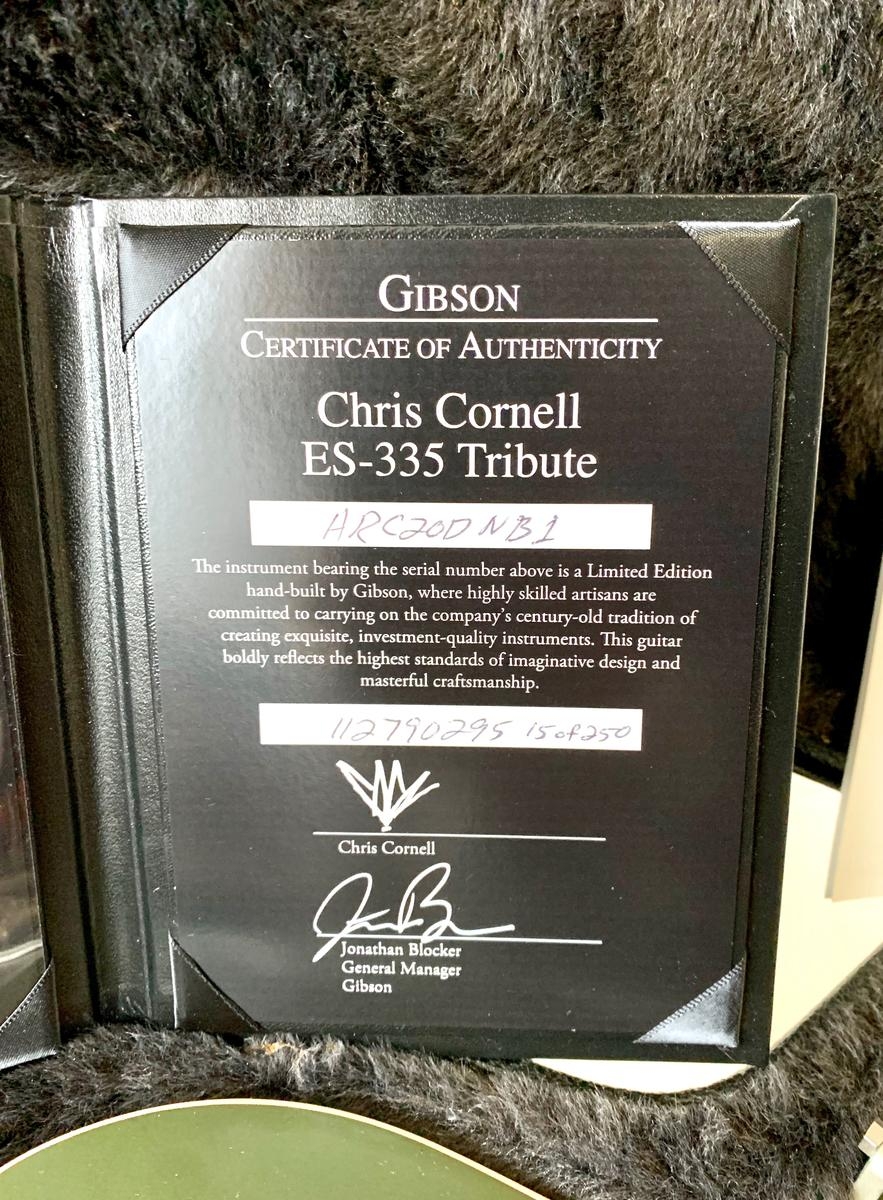 GIBSON
CERTIFICATE OF AUTHENTICITY
Chris Cornell
ES-335 Tribute
ARC20DNB1
The instrument bearing the serial number above is a Limited Edition
hand-built by Gibson, where highly skilled artisans are
committed to carrying on the company's century-old tradition of
creating exquisite, investment-quality instruments. This guitar
boldly reflects the highest standards of imaginative design and
masterful craftsmanship.
112790295 15 of 250
Chris Cornell
Jonathan Blocker
General Manager
Gibson